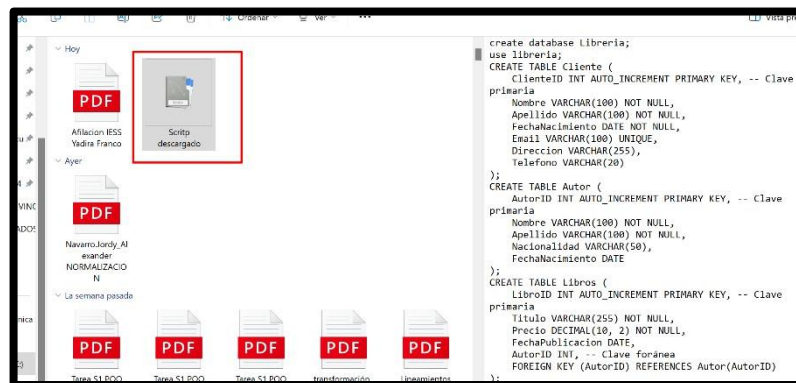 Ordenar
Ver
...
Vista pre
Hoy
PDF
Afilacion IESS
Yadira Franco
Scritp
descargado
Ayer
PDF
Navarro.Jordy_Al
exander
NORMALIZACIO
N
La semana pasada
PDF
PDF
PDF
PDF
PDF
Tarea S1 POO
Tarea S1 POO
Tarea S1 POO
transformación
Lineamientos
create database Libreria;
use libreria;
CREATE TABLE Cliente (
ClienteID INT AUTO_INCREMENT PRIMARY KEY, -- Clave
primaria
Nombre VARCHAR(100) NOT NULL,
Apellido VARCHAR(100) NOT NULL,
FechaNacimiento DATE NOT NULL,
Email VARCHAR(100) UNIQUE,
Direccion VARCHAR(255),
Telefono VARCHAR(20)
);
CREATE TABLE Autor (
AutorID INT AUTO_INCREMENT PRIMARY KEY, -- Clave
primaria
Nombre VARCHAR(100) NOT NULL,
Apellido VARCHAR(100) NOT NULL,
Nacionalidad VARCHAR(50),
FechaNacimiento DATE
);
CREATE TABLE Libros (
LibroID INT AUTO_INCREMENT PRIMARY KEY, -- Clave
primaria
Titulo VARCHAR(255) NOT NULL,
Precio DECIMAL(10, 2) NOT NULL,
FechaPublicacion DATE,
AutorID INT, -- Clave foránea
FOREIGN KEY (AutorID) REFERENCES Autor(AutorID)
);